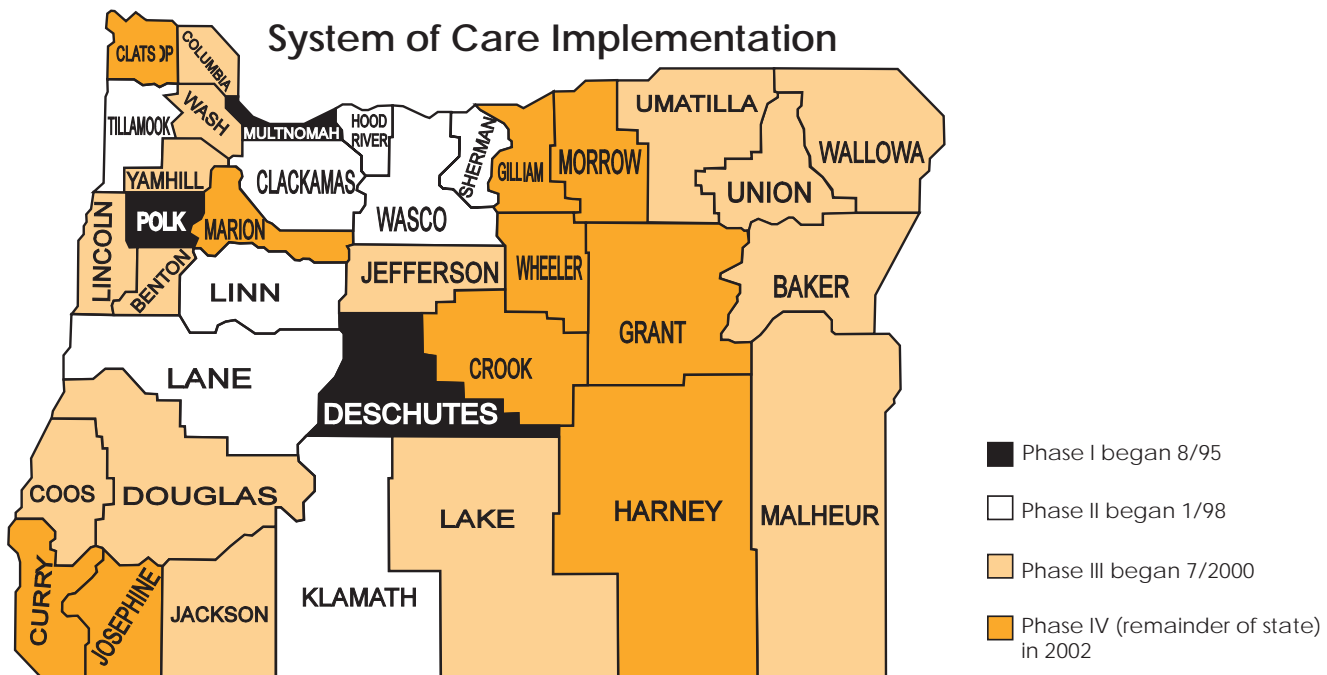 System of Care Implementation
CLATSOP
COLUMBIA
TILLAMOOK
WASH
MULTNOMAH
HOOD
RIVER
SHERMAN
GILLIAM
MORROW
UMATILLA
WALLOWA
UNION
YAMHILL
CLACKAMAS
WASCO
POLK
MARION
LINCOLN
BENTON
LINN
JEFFERSON
WHEELER
BAKER
GRANT
CROOK
LANE
DESCHUTES
COOS
DOUGLAS
LAKE
HARNEY
MALHEUR
KLAMATH
CURRY
JOSEPHINE
JACKSON
Phase I began 8/95
Phase II began 1/98
Phase III began 7/2000
Phase IV (remainder of state)
in 2002